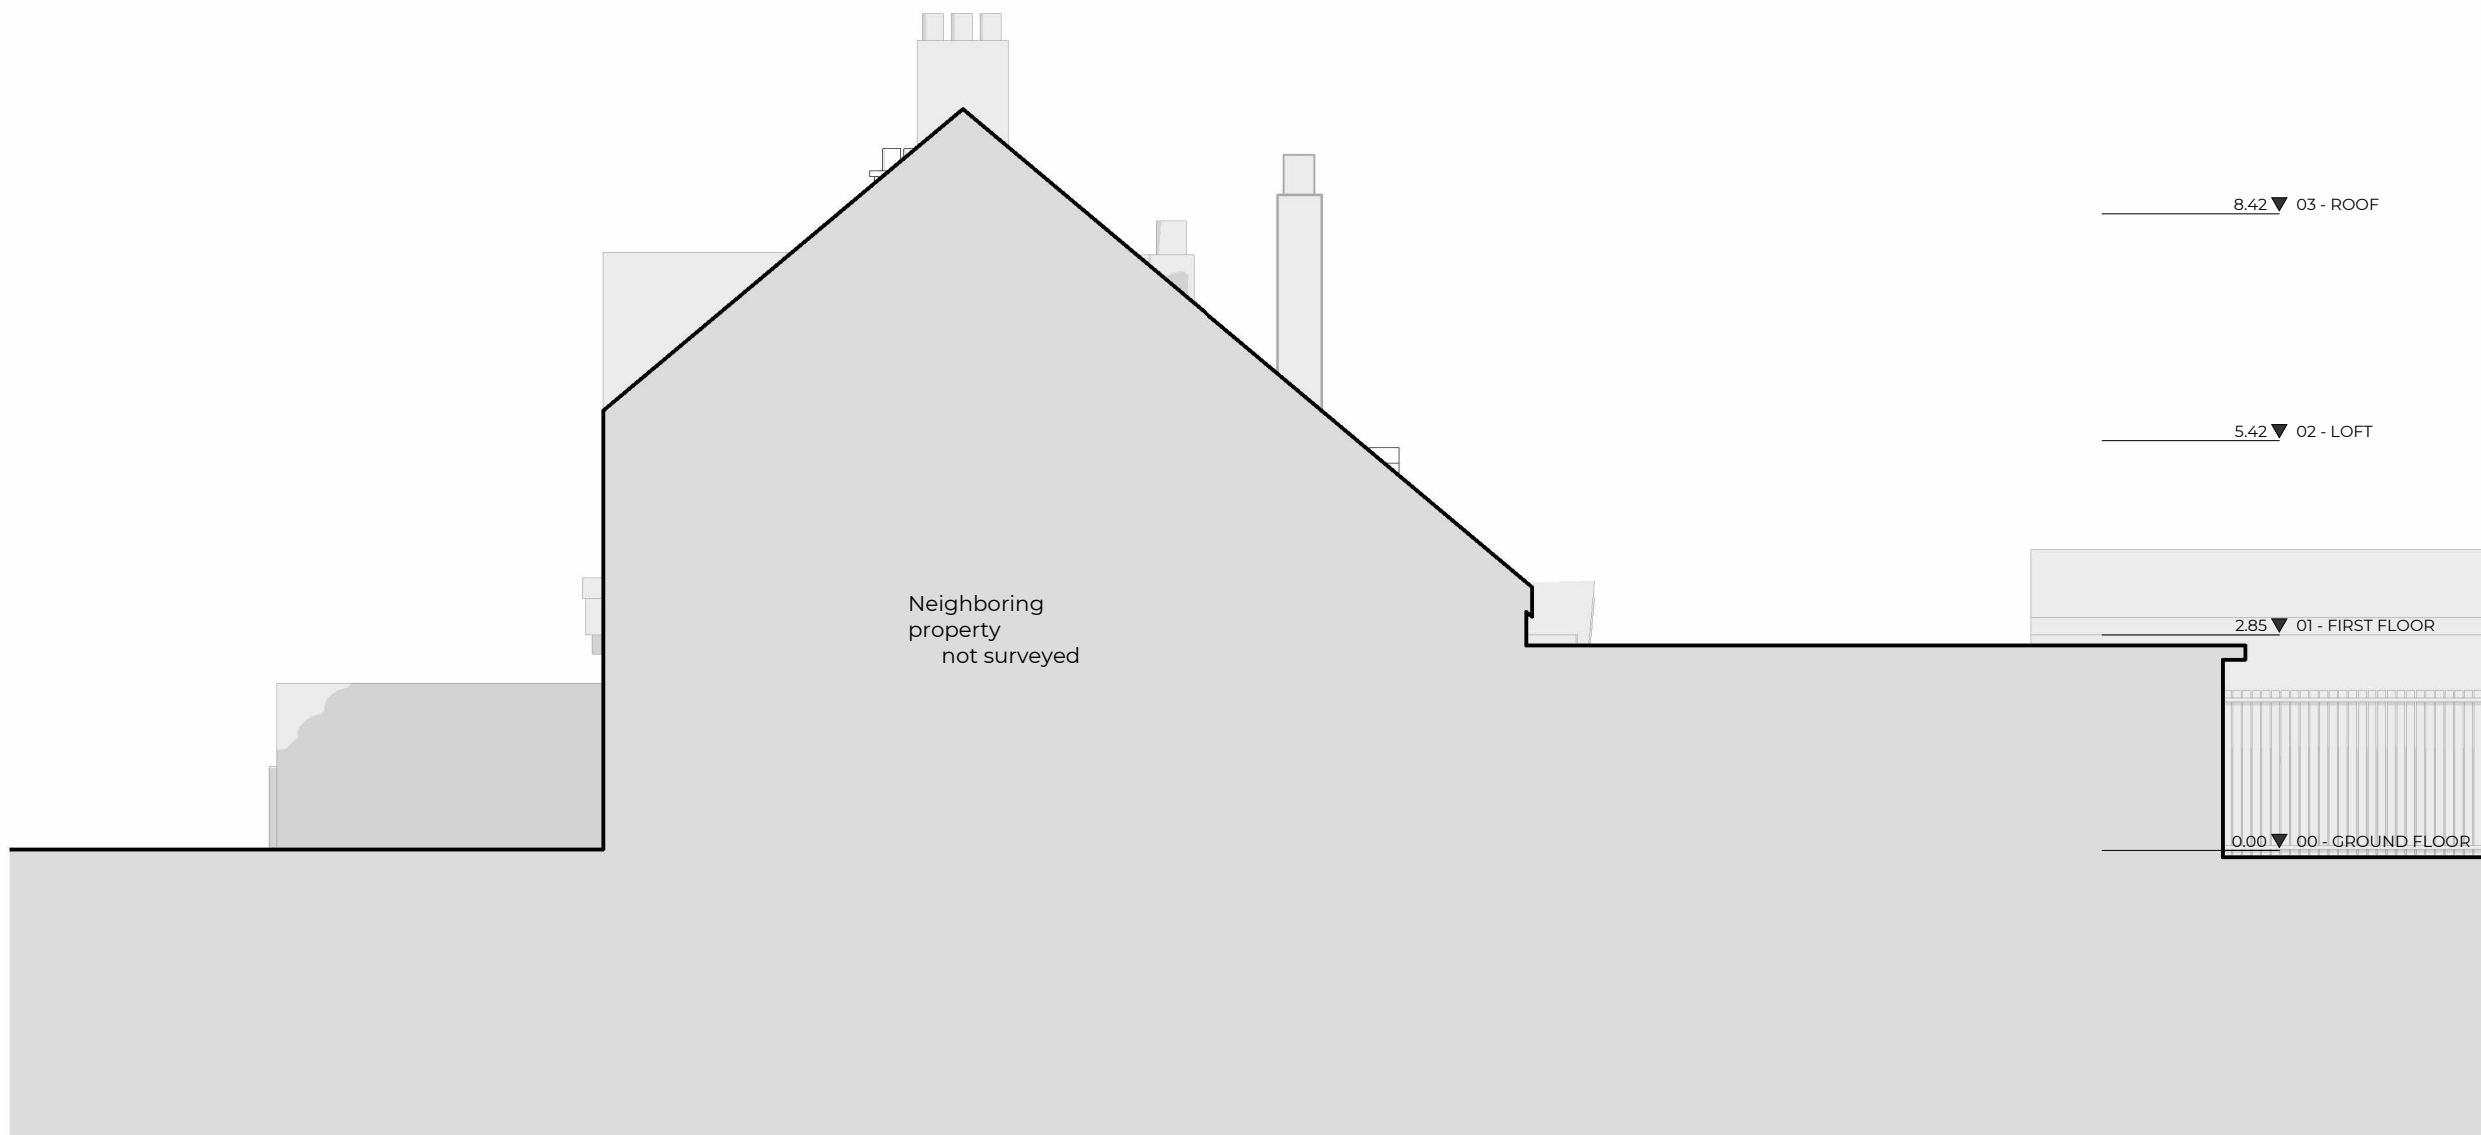 8.42 03 - ROOF
5.42 02 - LOFT
Neighboring
property
not surveyed
2.85 01 - FIRST FLOOR
0.00 00 - GROUND FLOOR